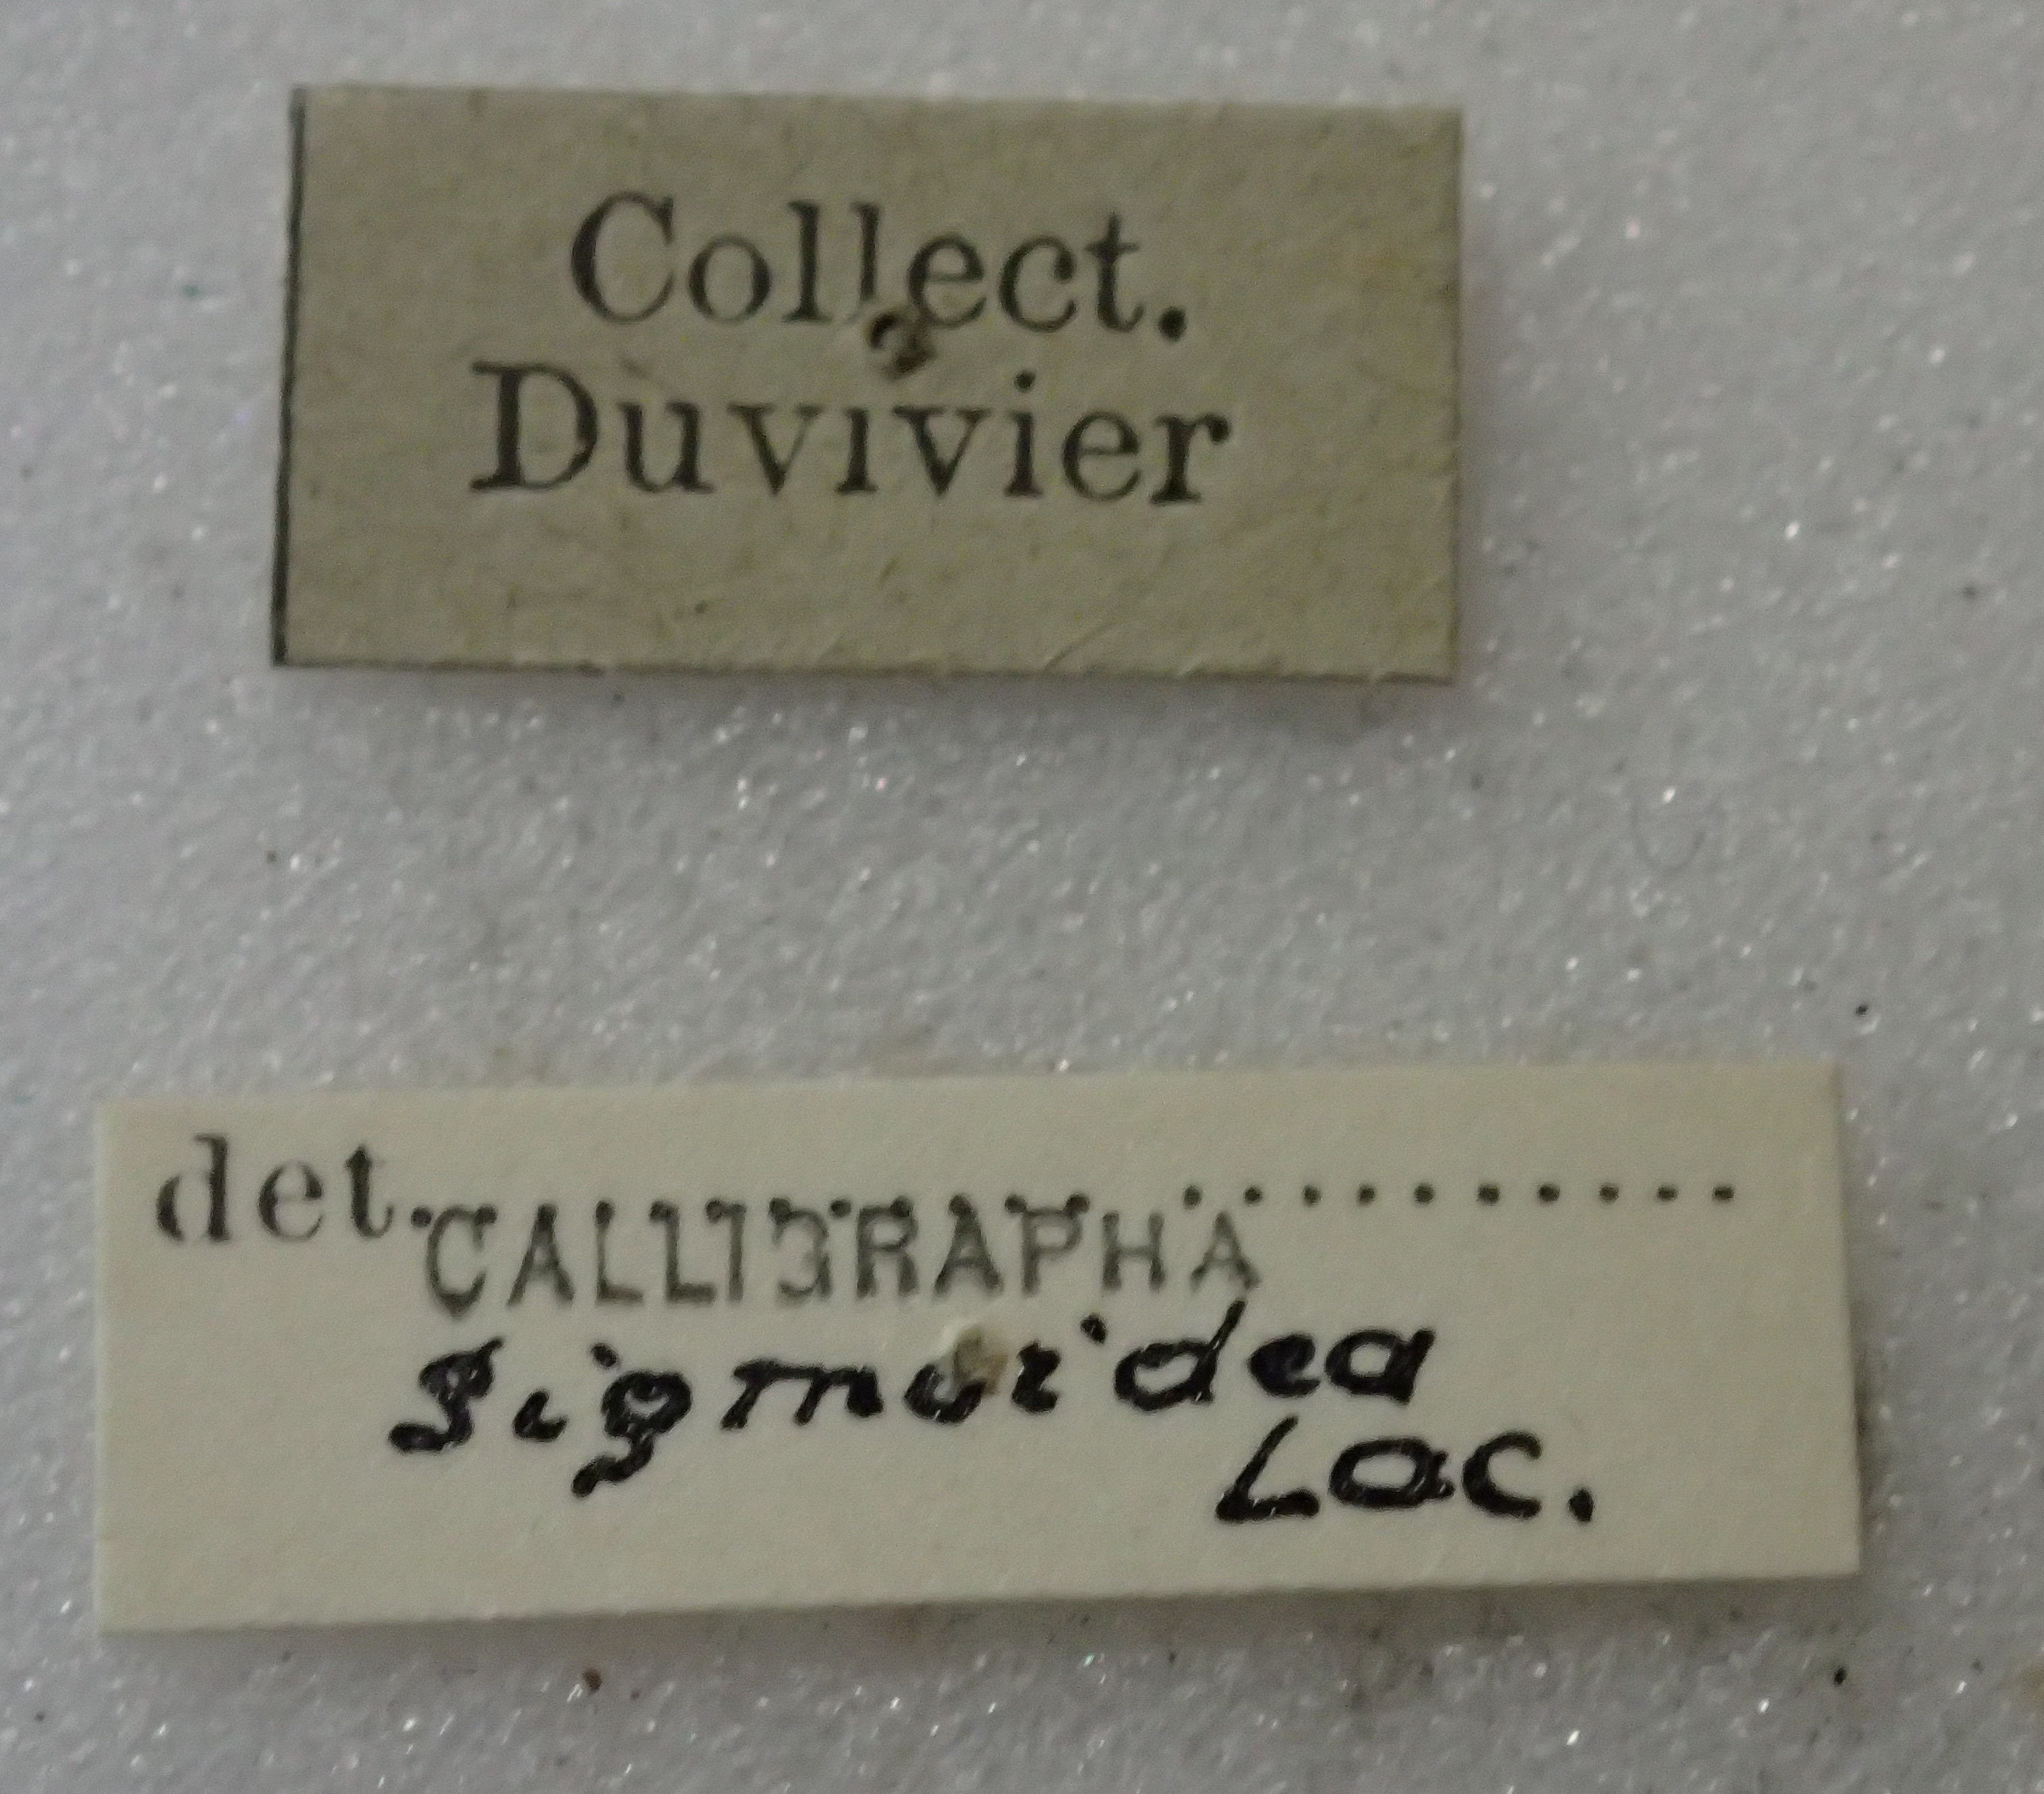 Collect.
Duvivier
det. ....................
CALLIGRAPHA
Sigmoidea
Lac.